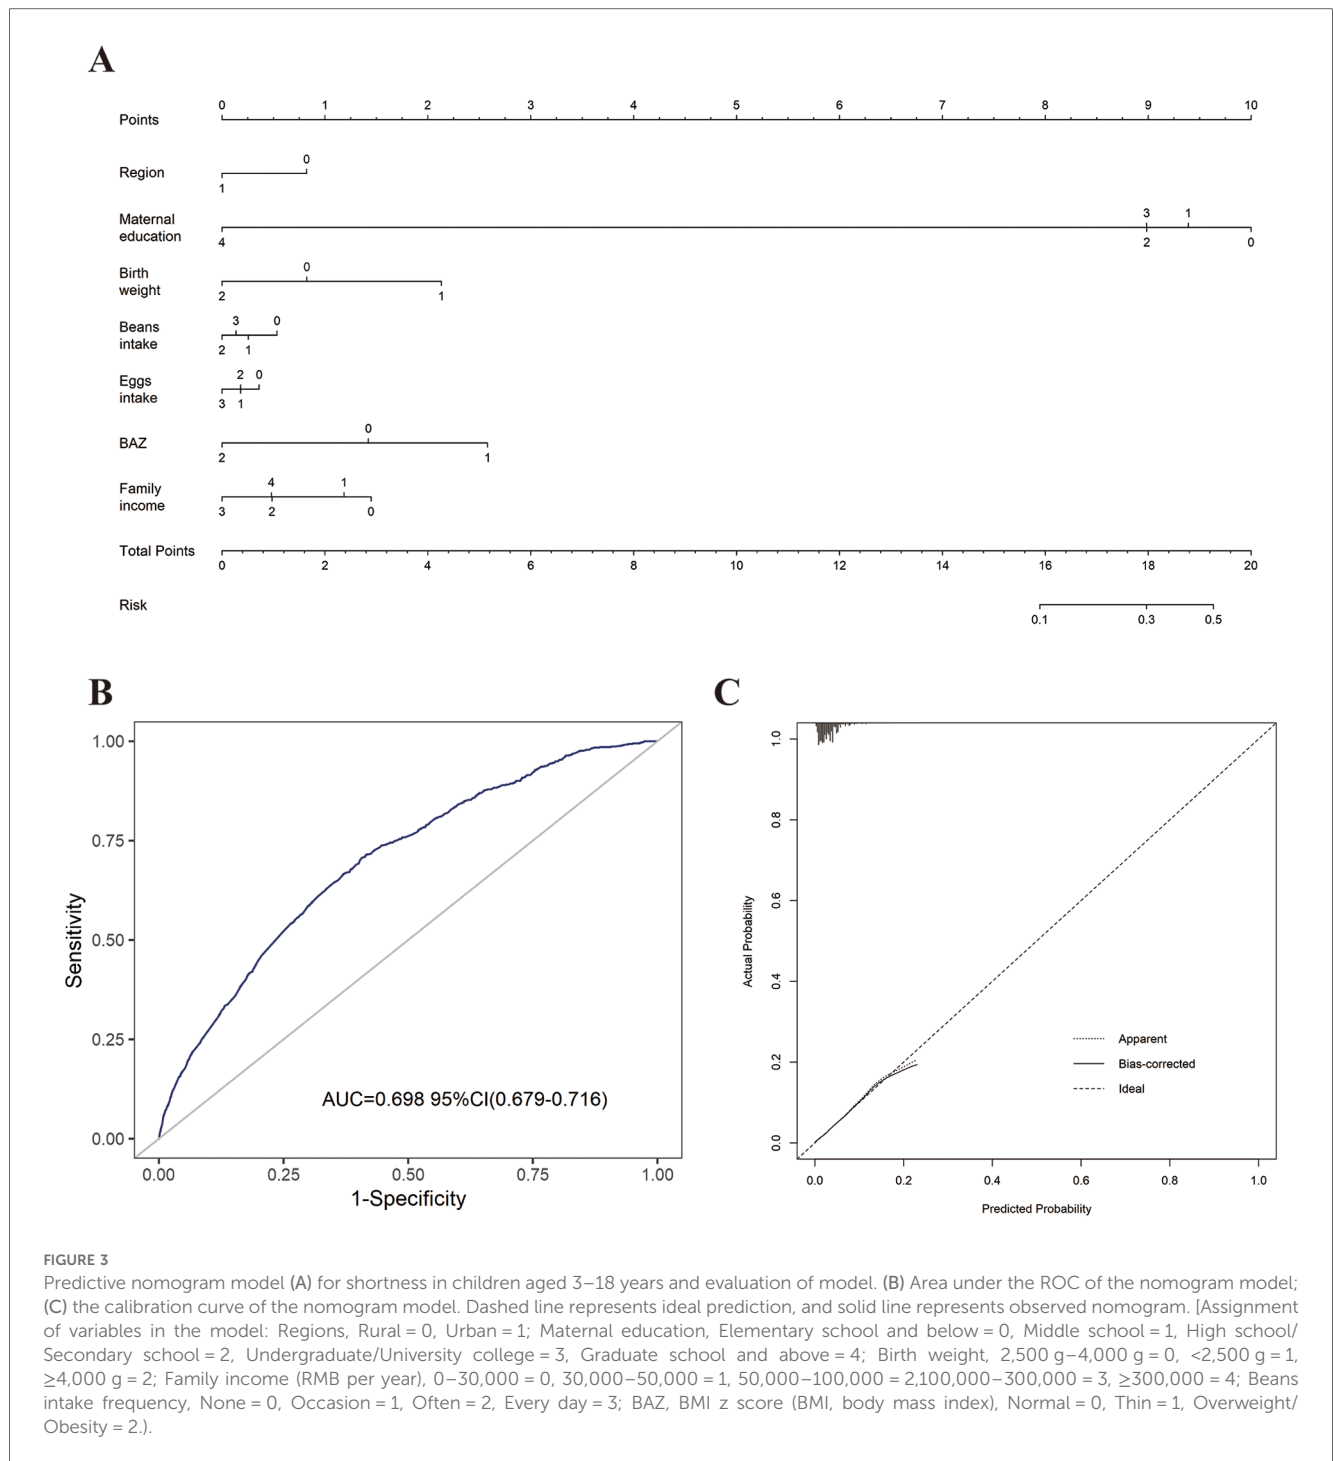 A
Points
0 1 2 3 4 5 6 7 8 9 10
Region
0
1
Maternal
education
3 1
4 2 0
Birth
weight
0
2 1
Beans
intake
3 0
2 1
Eggs
intake
2 0
3 1
BAZ
0
2 1
Family
income
4 1
3 2 0
Total Points
0 2 4 6 8 10 12 14 16 18 20
Risk
0.1 0.3 0.5
B
Sensitivity
1.00
0.75
0.50
0.25
0.00
AUC=0.698 95%CI(0.679-0.716)
0.00 0.25 0.50 0.75 1.00
1-Specificity
C
Actual Probability
1.0
0.8
0.6
0.4
0.2
0.0
Apparent
Bias-corrected
Ideal
0.0 0.2 0.4 0.6 0.8 1.0
Predicted Probability
FIGURE 3
Predictive nomogram model (A) for shortness in children aged 3–18 years and evaluation of model. (B) Area under the ROC of the nomogram model;
(C) the calibration curve of the nomogram model. Dashed line represents ideal prediction, and solid line represents observed nomogram. [Assignment
of variables in the model: Regions, Rural = 0, Urban = 1; Maternal education, Elementary school and below = 0, Middle school = 1, High school/
Secondary school = 2, Undergraduate/University college = 3, Graduate school and above = 4; Birth weight, 2,500 g–4,000 g = 0, <2,500 g = 1,
≥4,000 g = 2; Family income (RMB per year), 0–30,000 = 0, 30,000–50,000 = 1, 50,000–100,000 = 2,100,000–300,000 = 3, ≥300,000 = 4; Beans
intake frequency, None = 0, Occasion = 1, Often = 2, Every day = 3; BAZ, BMI z score (BMI, body mass index), Normal = 0, Thin = 1, Overweight/
Obesity = 2.).